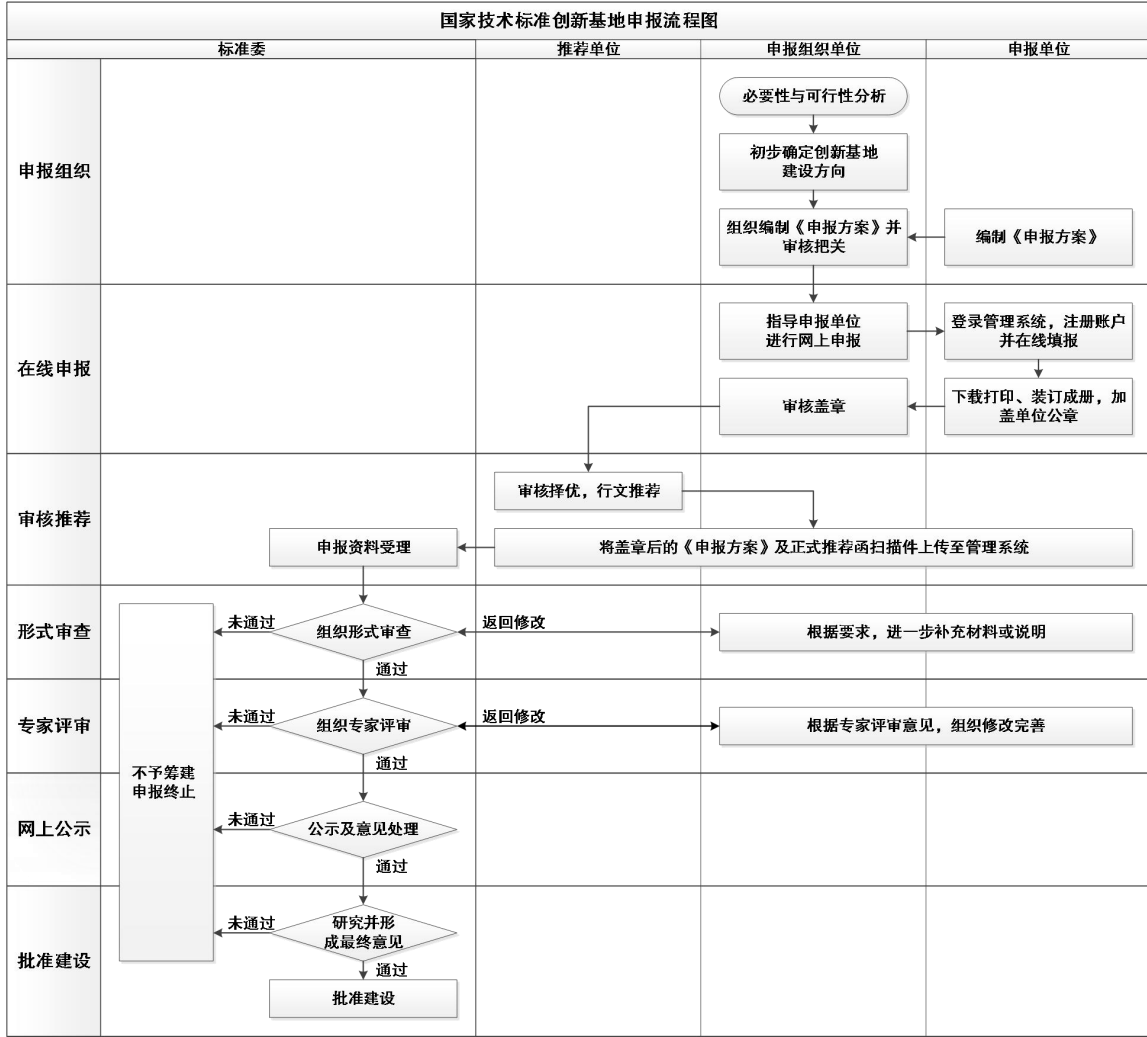 国家技术标准创新基地申报流程图
标准委
推荐单位
申报组织单位
申报单位
申报组织
必要性与可行性分析
初步确定创新基地
建设方向
组织编制《申报方案》并
审核把关
编制《申报方案》
在线申报
指导申报单位
进行网上申报
登录管理系统，注册账户
并在线填报
审核盖章
下载打印、装订成册，加
盖单位公章
审核推荐
审核择优，行文推荐
申报资料受理
将盖章后的《申报方案》及正式推荐函扫描件上传至管理系统
形式审查
未通过
组织形式审查
返回修改
根据要求，进一步补充材料或说明
通过
专家评审
未通过
组织专家评审
返回修改
根据专家评审意见，组织修改完善
通过
不予筹建
申报终止
网上公示
未通过
公示及意见处理
通过
批准建设
未通过
研究并形
成最终意见
通过
批准建设